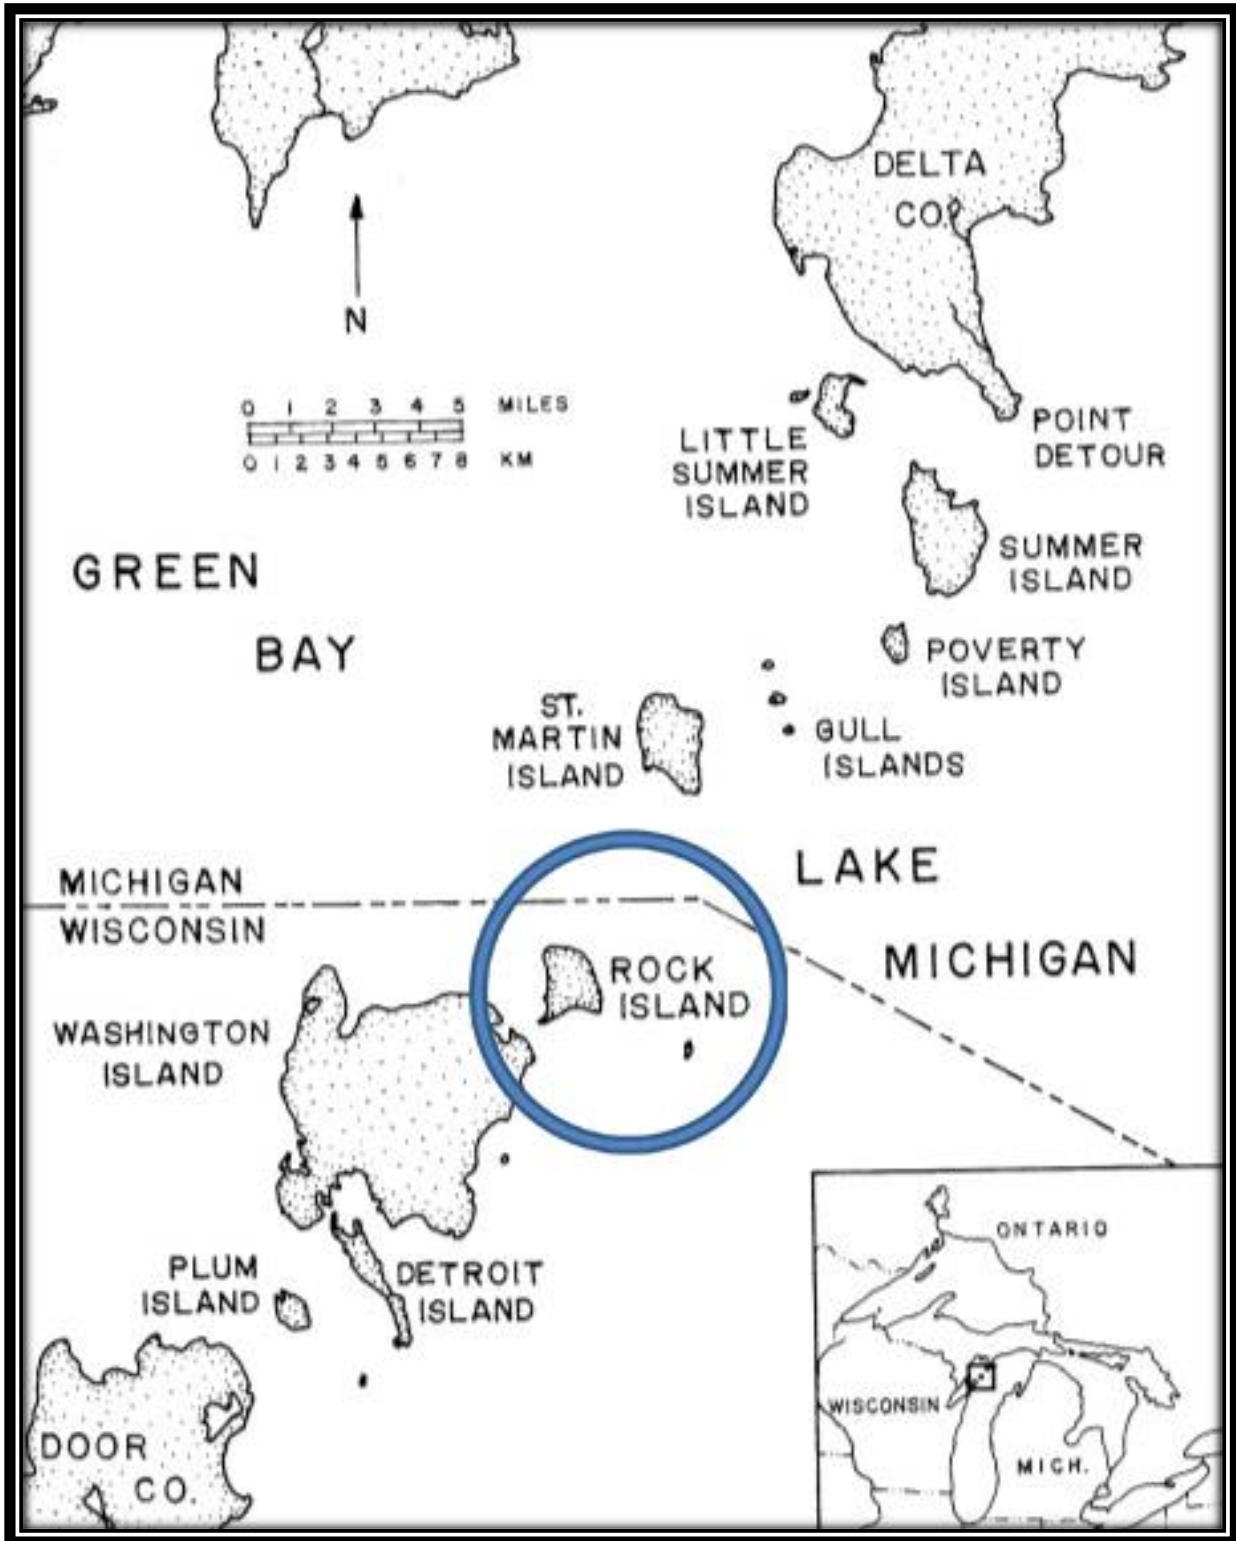 DELTA
CO.
N
0 1 2 3 4 5 MILES
0 1 2 3 4 5 6 7 8 KM
POINT
DETOUR
LITTLE
SUMMER
ISLAND
SUMMER
ISLAND
GREEN
BAY
POVERTY
ISLAND
ST.
MARTIN
ISLAND
GULL
ISLANDS
LAKE
MICHIGAN
MICHIGAN
WISCONSIN
ROCK
ISLAND
WASHINGTON
ISLAND
PLUM
ISLAND
DETROIT
ISLAND
DOOR
CO.
ONTARIO
WISCONSIN
MICH.